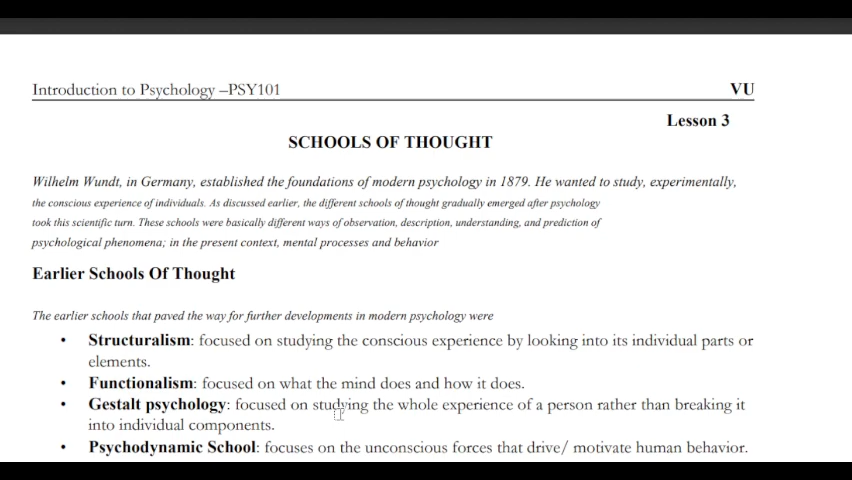 Introduction to Psychology –PSY101 VU
Lesson 3
SCHOOLS OF THOUGHT
Wilhelm Wundt, in Germany, established the foundations of modern psychology in 1879. He wanted to study, experimentally,
the conscious experience of individuals. As discussed earlier, the different schools of thought gradually emerged after psychology
took this scientific turn. These schools were basically different ways of observation, description, understanding, and prediction of
psychological phenomena; in the present context, mental processes and behavior
Earlier Schools Of Thought
The earlier schools that paved the way for further developments in modern psychology were
• Structuralism: focused on studying the conscious experience by looking into its individual parts or
elements.
• Functionalism: focused on what the mind does and how it does.
• Gestalt psychology: focused on studying the whole experience of a person rather than breaking it
into individual components.
• Psychodynamic School: focuses on the unconscious forces that drive/ motivate human behavior.